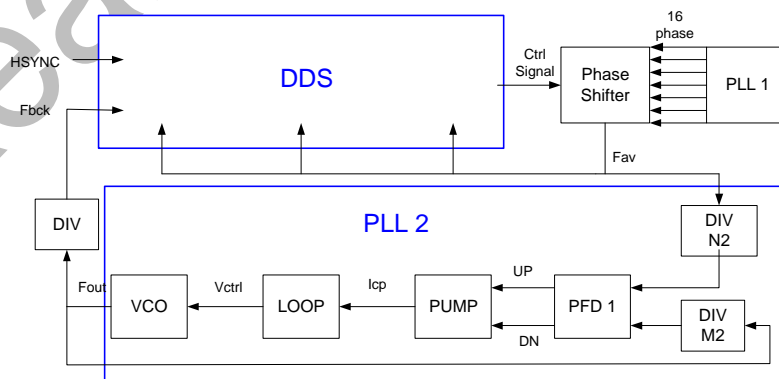 16
phase
HSYNC
DDS
Ctrl
Signal
Phase
Shifter
PLL 1
Fbck
Fav
DIV
PLL 2
DIV
N2
Fout
VCO
Vctrl
LOOP
Icp
PUMP
UP
DN
PFD 1
DIV
M2